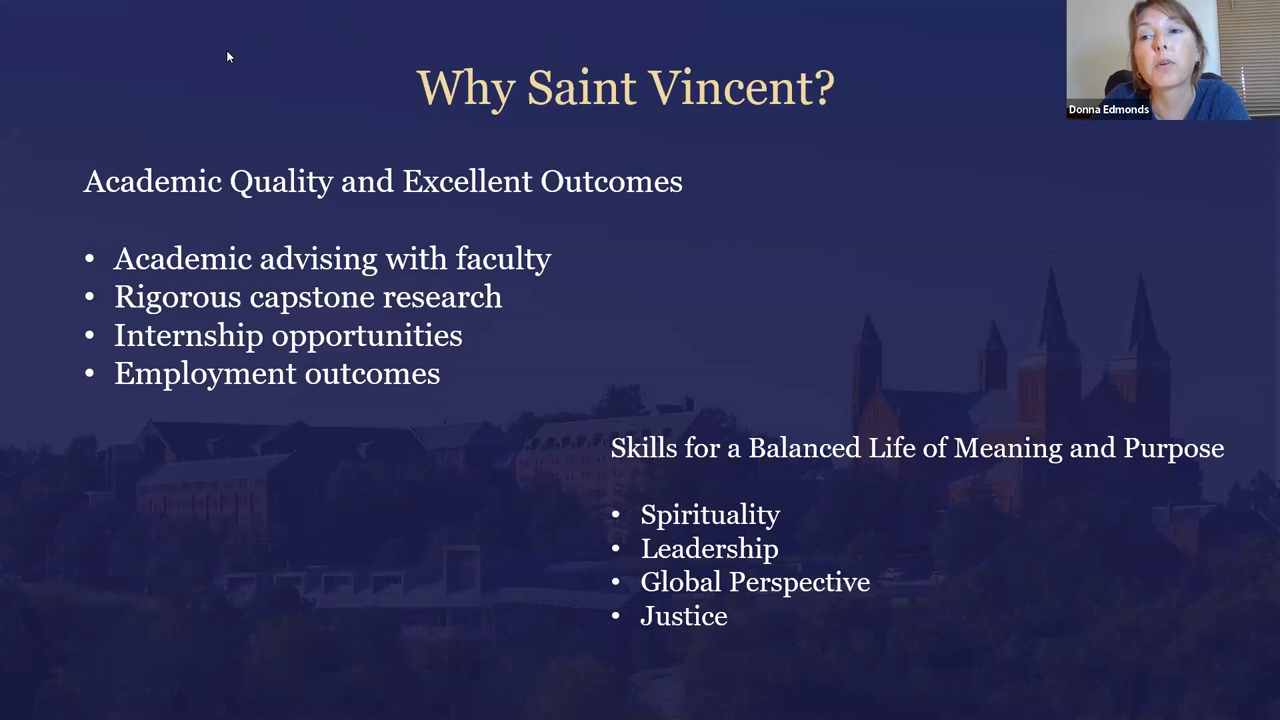 Why Saint Vincent?
Donna Edmonds
Academic Quality and Excellent Outcomes
• Academic advising with faculty
• Rigorous capstone research
• Internship opportunities
• Employment outcomes
Skills for a Balanced Life of Meaning and Purpose
• Spirituality
• Leadership
• Global Perspective
• Justice